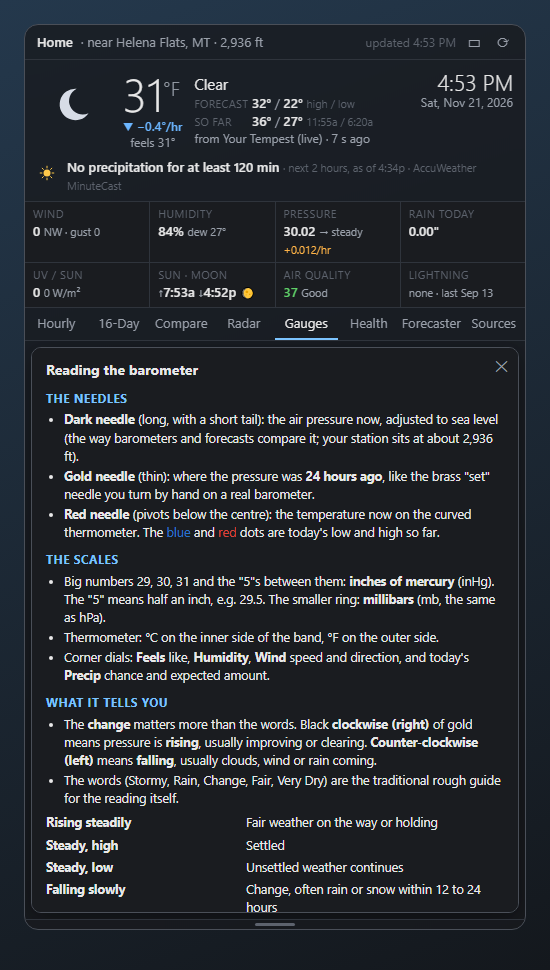 Home · near Helena Flats, MT · 2,936 ft updated 4:53 PM
31°F
▼ −0.4°/hr
feels 31°
Clear
FORECAST 32° / 22° high / low
SO FAR 36° / 27° 11:55a / 6:20a
from Your Tempest (live) · 7 s ago
4:53 PM
Sat, Nov 21, 2026
No precipitation for at least 120 min · next 2 hours, as of 4:34p · AccuWeather
MinuteCast
WIND
0 NW · gust 0
HUMIDITY
84% dew 27°
PRESSURE
30.02 → steady
+0.012/hr
RAIN TODAY
0.00"
UV / SUN
0 0 W/m²
SUN · MOON
↑7:53a ↓4:52p
AIR QUALITY
37 Good
LIGHTNING
none · last Sep 13
Hourly 16-Day Compare Radar Gauges Health Forecaster Sources
Reading the barometer
THE NEEDLES
• Dark needle (long, with a short tail): the air pressure now, adjusted to sea level
(the way barometers and forecasts compare it; your station sits at about 2,936
ft).
• Gold needle (thin): where the pressure was 24 hours ago, like the brass "set"
needle you turn by hand on a real barometer.
• Red needle (pivots below the centre): the temperature now on the curved
thermometer. The blue and red dots are today's low and high so far.
THE SCALES
• Big numbers 29, 30, 31 and the "5"s between them: inches of mercury (inHg).
The "5" means half an inch, e.g. 29.5. The smaller ring: millibars (mb, the same
as hPa).
• Thermometer: °C on the inner side of the band, °F on the outer side.
• Corner dials: Feels like, Humidity, Wind speed and direction, and today's
Precip chance and expected amount.
WHAT IT TELLS YOU
• The change matters more than the words. Black clockwise (right) of gold
means pressure is rising, usually improving or clearing. Counter-clockwise
(left) means falling, usually clouds, wind or rain coming.
• The words (Stormy, Rain, Change, Fair, Very Dry) are the traditional rough guide
for the reading itself.
Rising steadily Fair weather on the way or holding
Steady, high Settled
Steady, low Unsettled weather continues
Falling slowly Change, often rain or snow within 12 to 24
hours